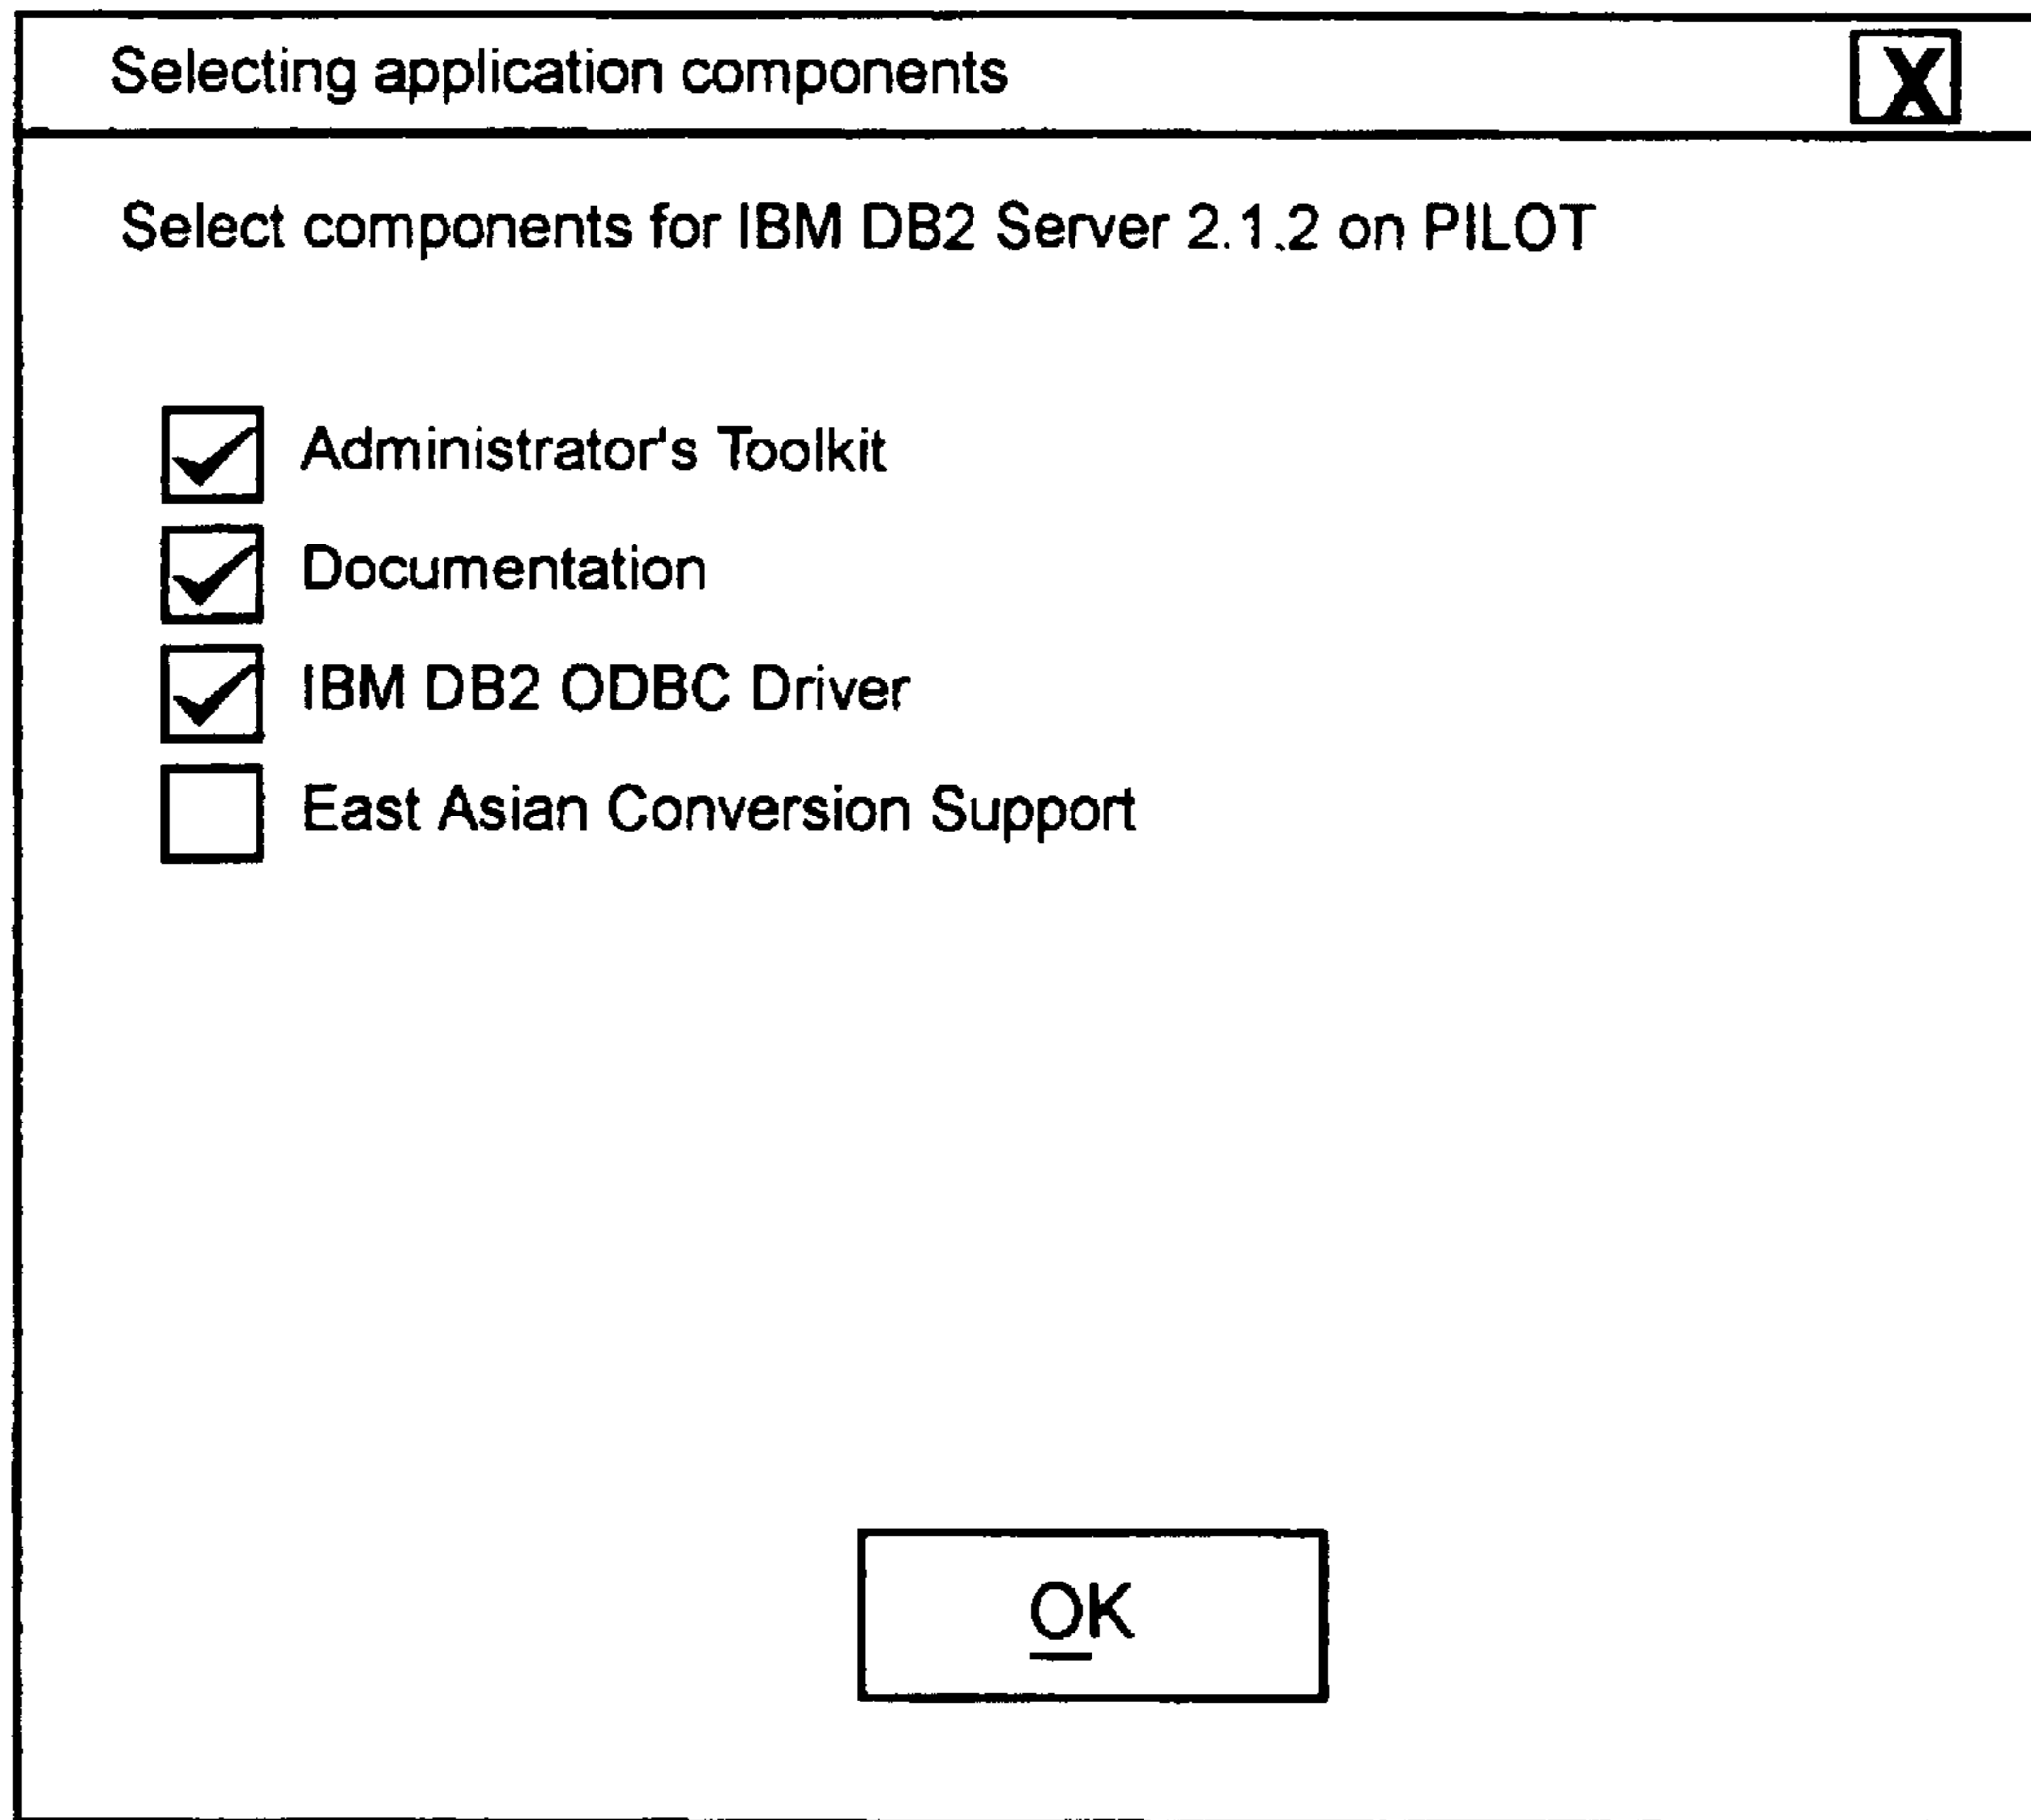 Selecting application components X
Select components for IBM DB2 Server 2.1.2 on PILOT
Administrator's Toolkit
Documentation
IBM DB2 ODBC Driver
East Asian Conversion Support
OK